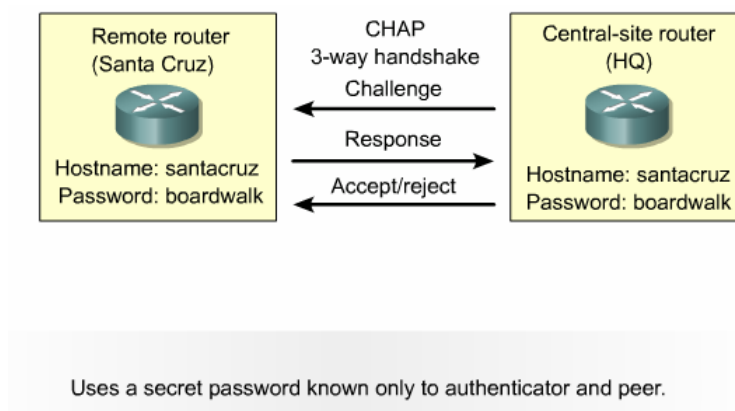 Remote router
(Santa Cruz)
Hostname: santacruz
Password: boardwalk
CHAP
3-way handshake
Challenge
Response
Accept/reject
Central-site router
(HQ)
Hostname: santacruz
Password: boardwalk
Uses a secret password known only to authenticator and peer.